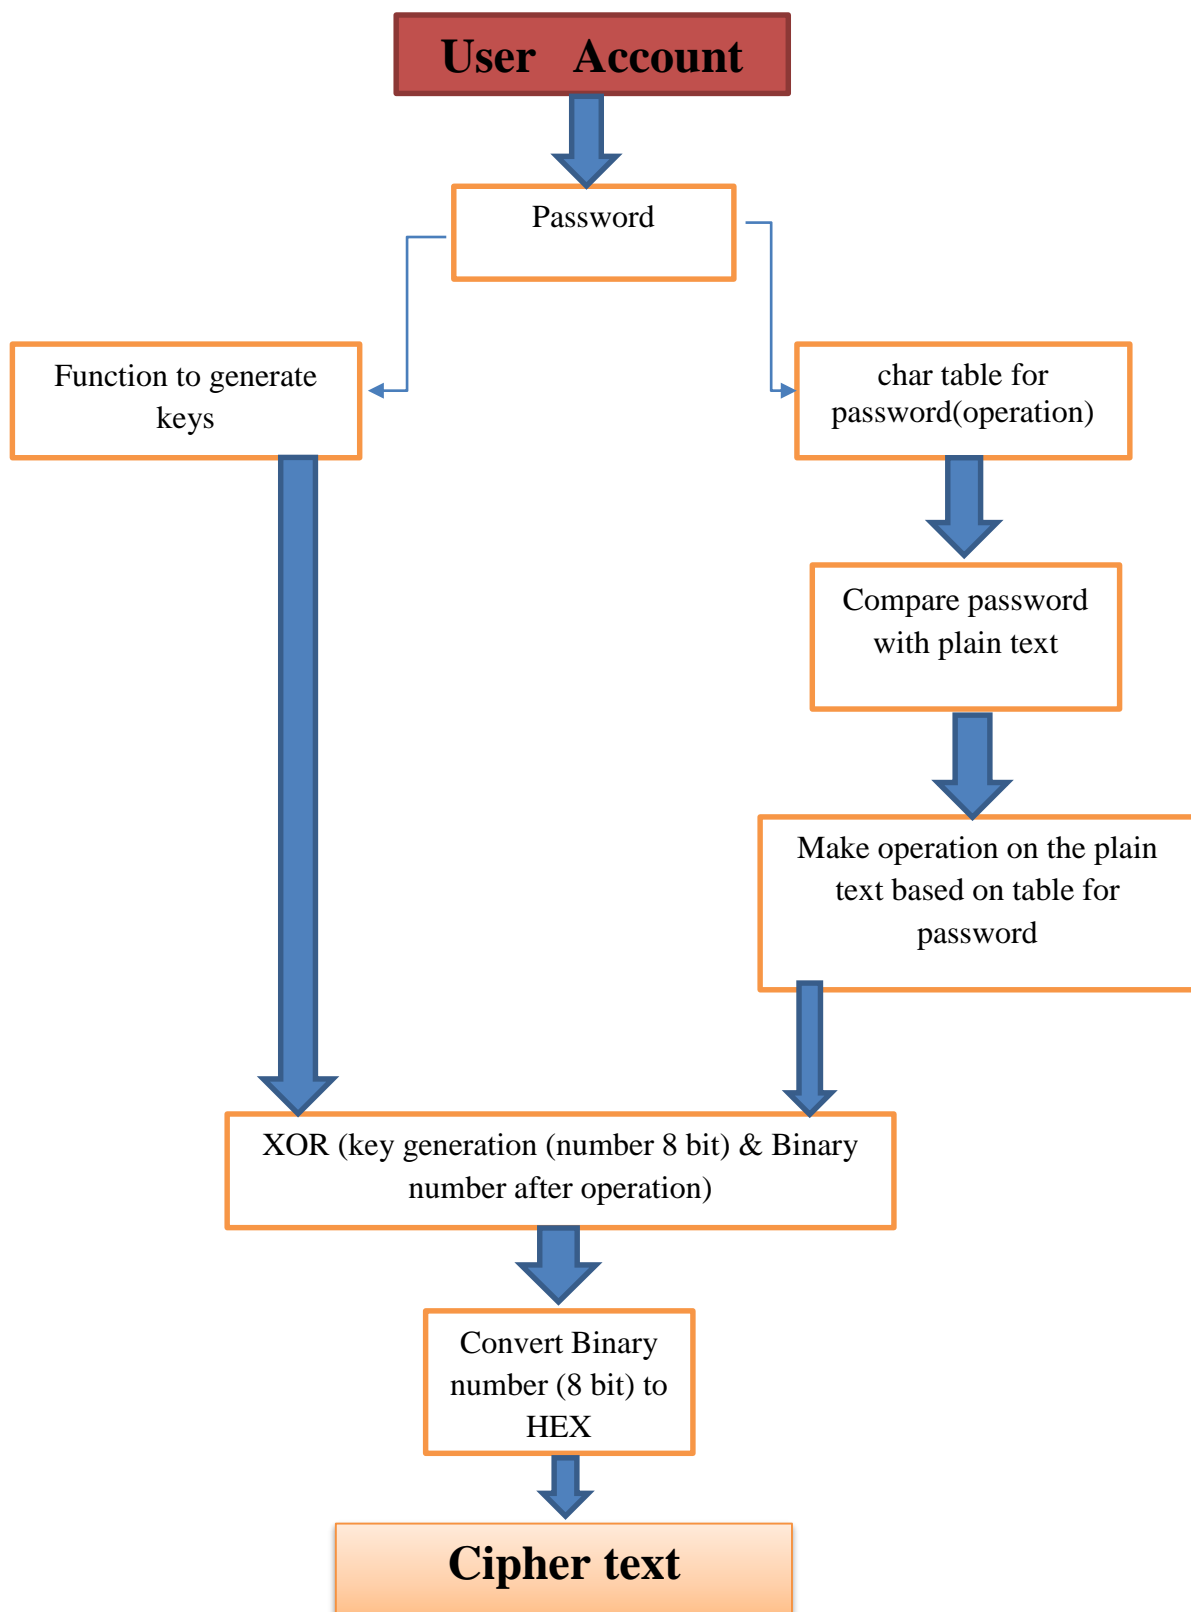 User Account
Password
Function to generate
keys
char table for
password(operation)
Compare password
with plain text
Make operation on the plain
text based on table for
password
XOR (key generation (number 8 bit) & Binary
number after operation)
Convert Binary
number (8 bit) to
HEX
Cipher text